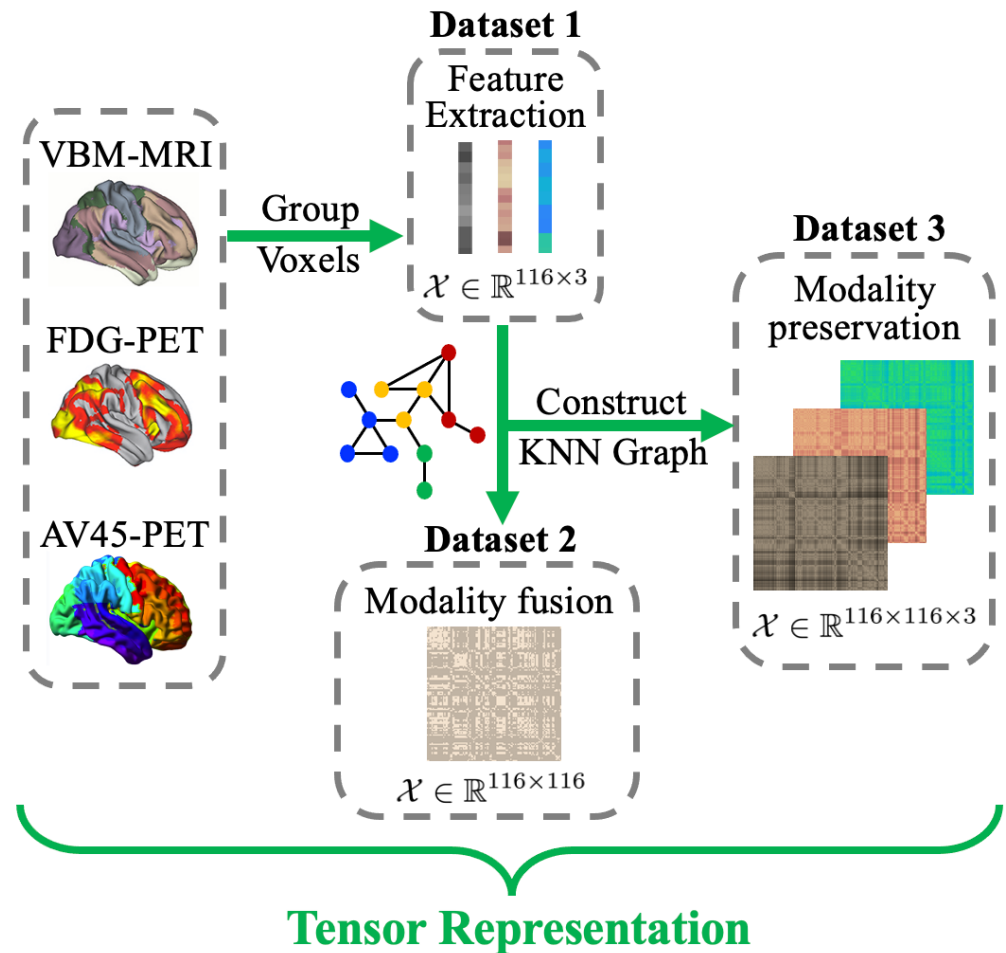 Dataset 1
Feature
Extraction
𝒳 ∈ ℝ^{116×3}
VBM-MRI
FDG-PET
AV45-PET
Group
Voxels
Construct
KNN Graph
Dataset 2
Modality fusion
𝒳 ∈ ℝ^{116×116}
Dataset 3
Modality
preservation
𝒳 ∈ ℝ^{116×116×3}
Tensor Representation